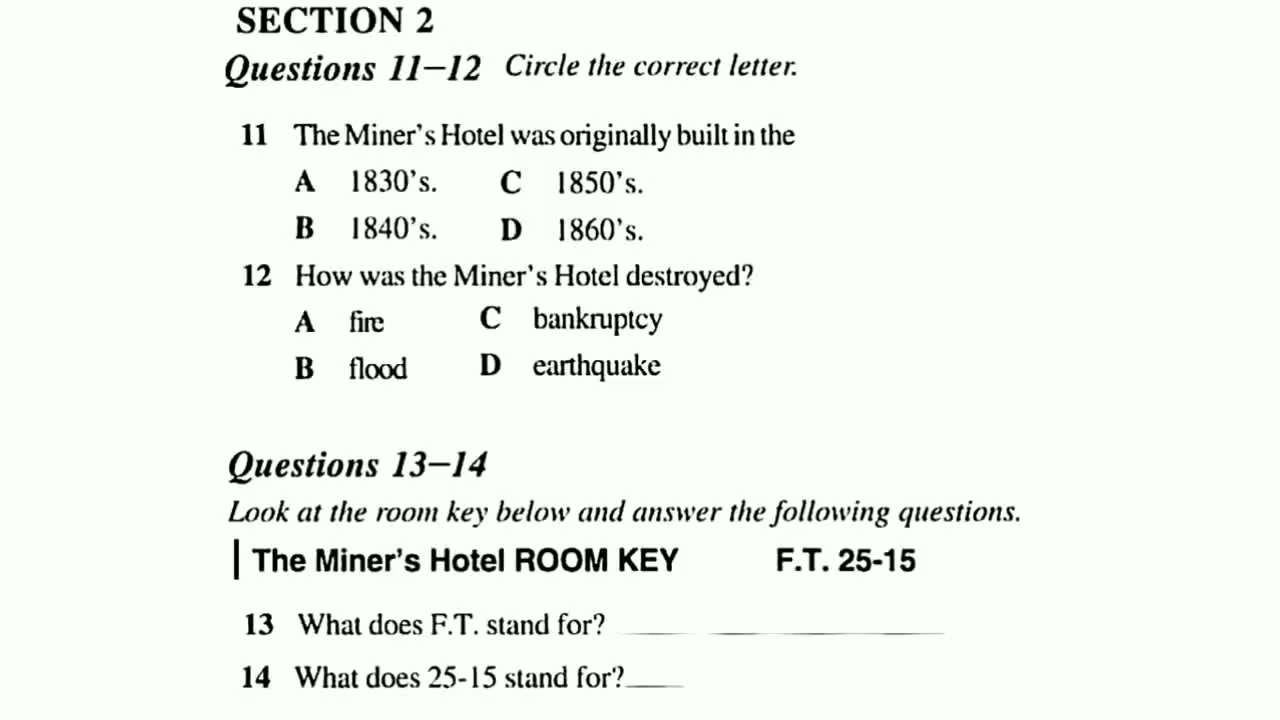 SECTION 2
Questions 11–12 Circle the correct letter.
11 The Miner's Hotel was originally built in the
A 1830's. C 1850's.
B 1840's. D 1860's.
12 How was the Miner's Hotel destroyed?
A fire C bankruptcy
B flood D earthquake
Questions 13–14
Look at the room key below and answer the following questions.
The Miner's Hotel ROOM KEY F.T. 25-15
13 What does F.T. stand for?
14 What does 25-15 stand for?